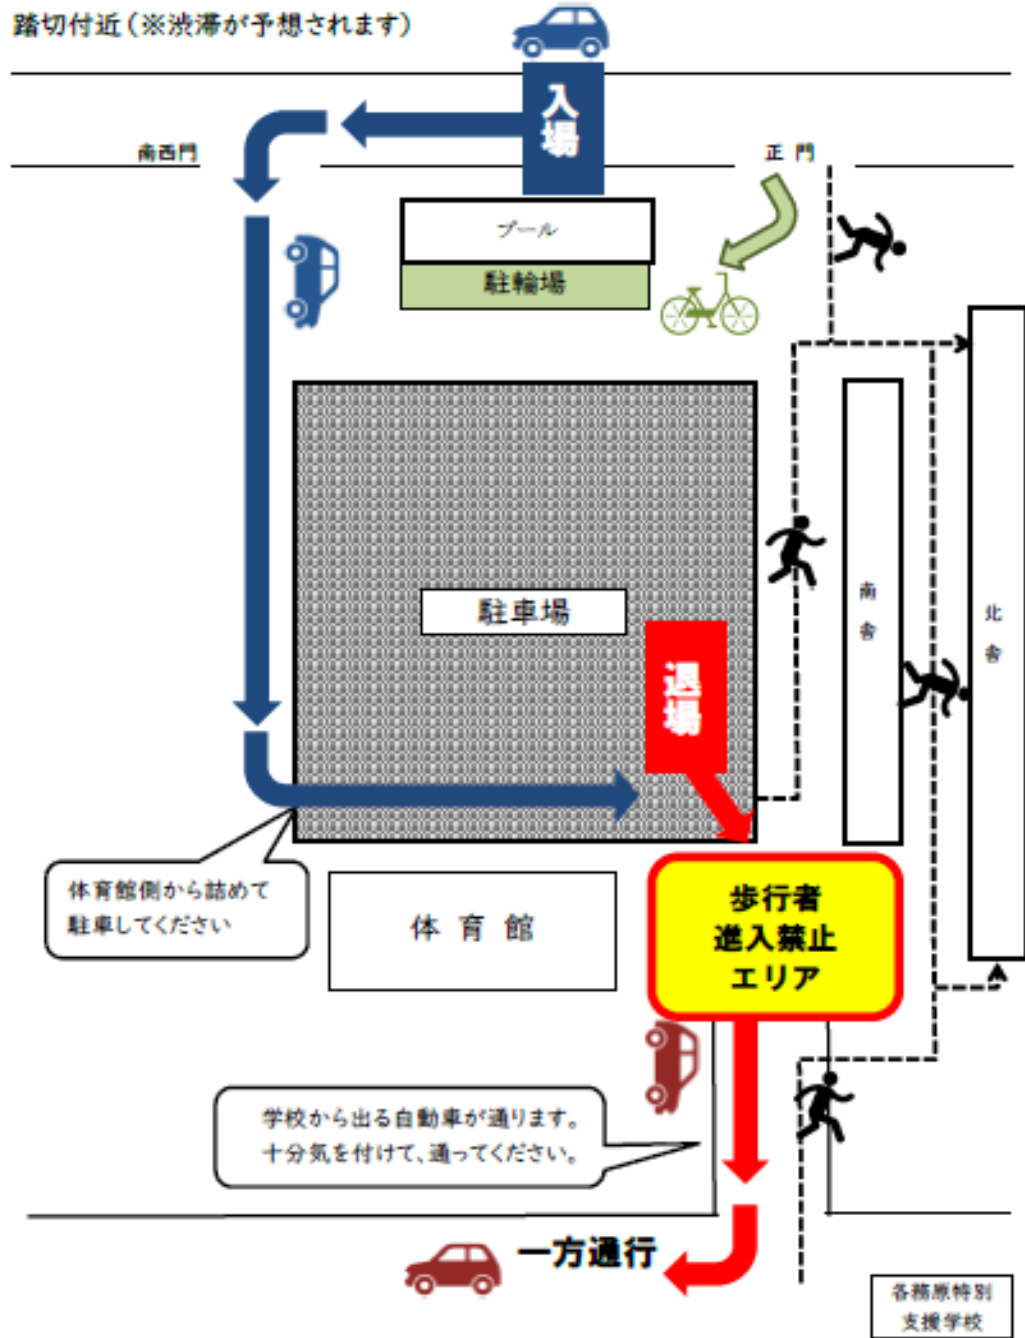 踏切付近（※渋滞が予想されます）
入場
南西門
正門
プール
駐輪場
駐車場
退場
南舎
北舎
体育館側から詰めて
駐車してください
体育館
歩行者
進入禁止
エリア
学校から出る自動車が通ります。
十分気を付けて、通ってください。
一方通行
各務原特別
支援学校